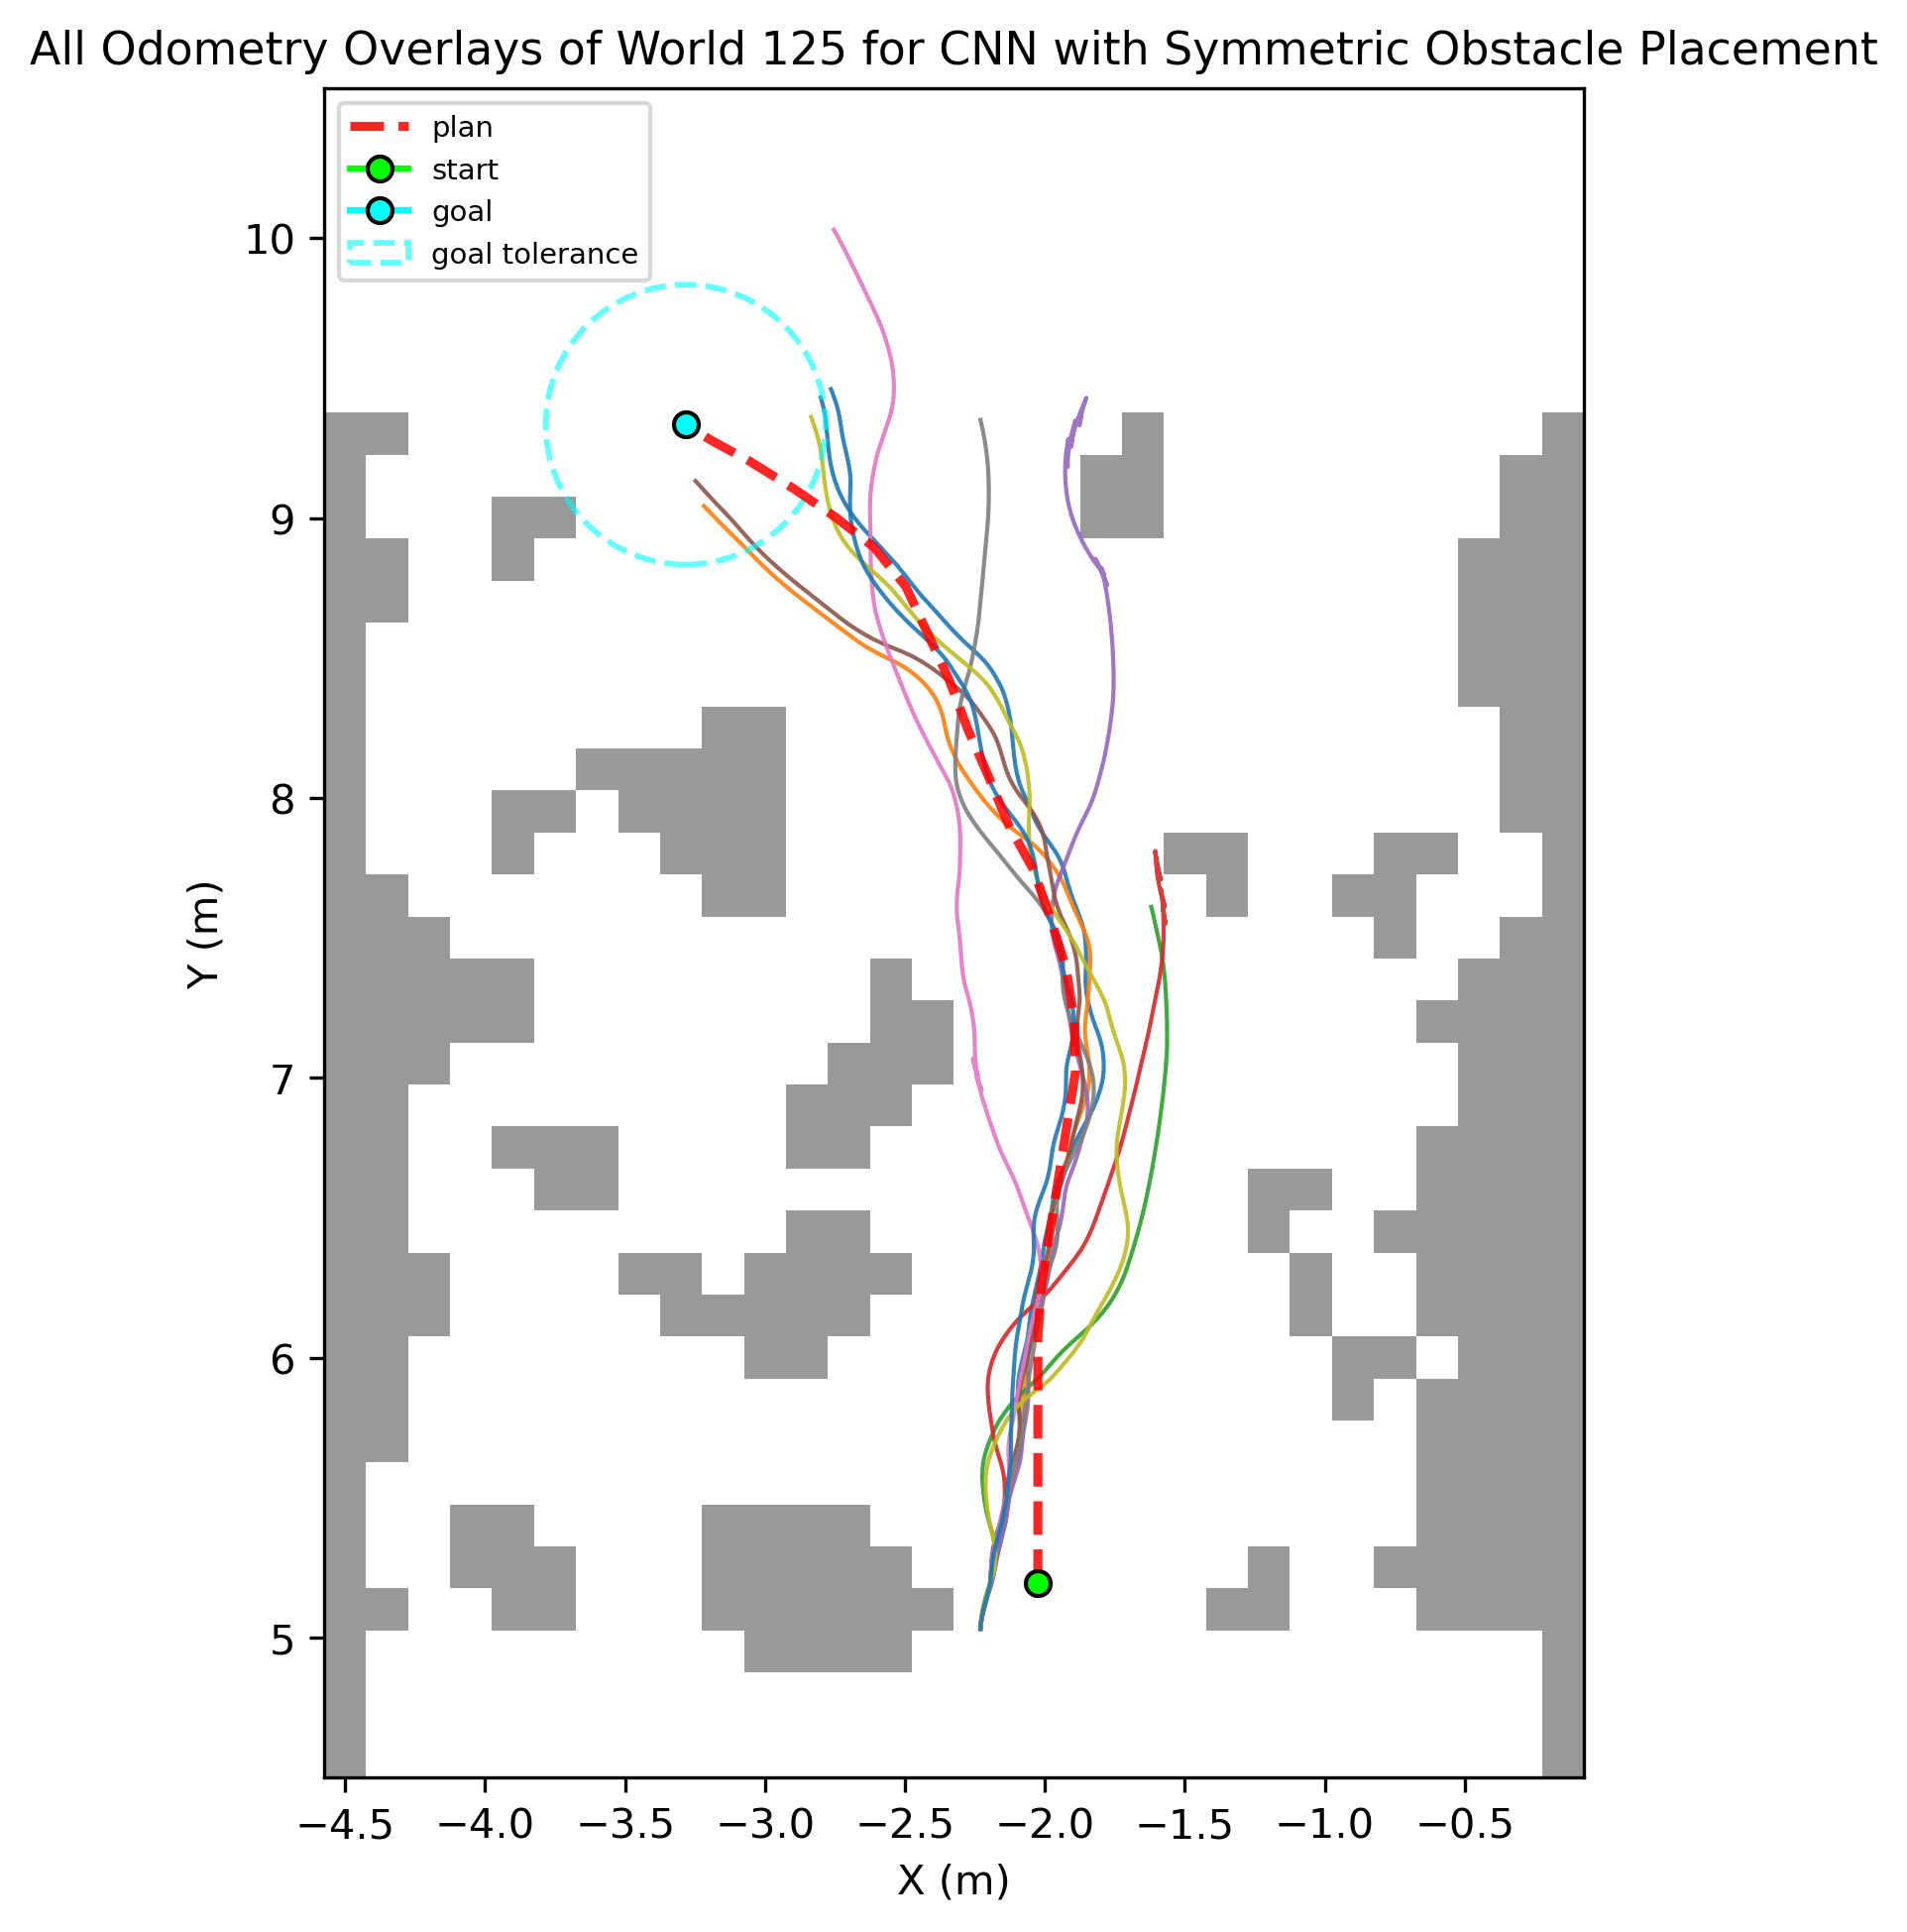 All Odometry Overlays of World 125 for CNN with Symmetric Obstacle Placement
plan
start
goal
goal tolerance
10
9
8
7
6
5
Y (m)
−4.5 −4.0 −3.5 −3.0 −2.5 −2.0 −1.5 −1.0 −0.5
X (m)